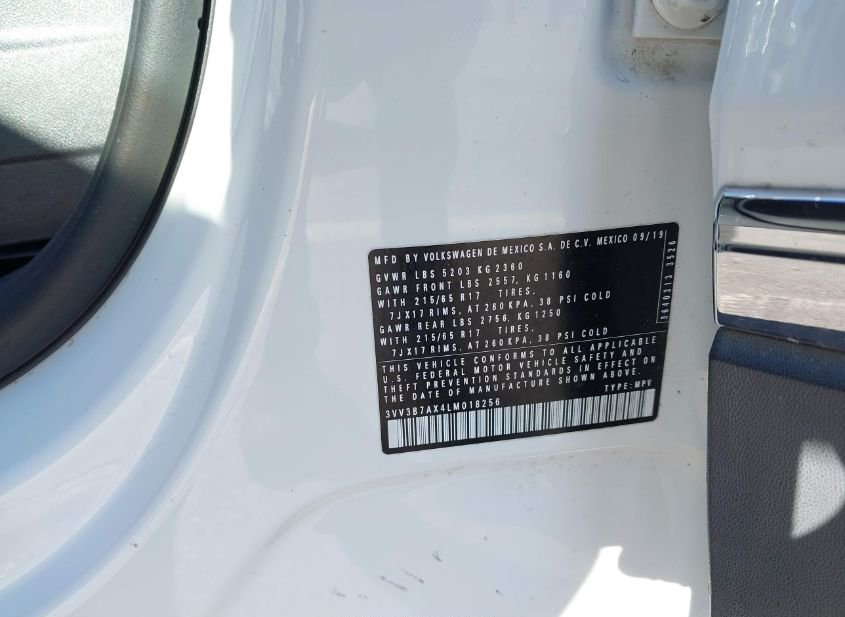 MFD. BY VOLKSWAGEN DE MEXICO S.A. DE C.V. MEXICO 09/19
GVWR LBS 5203 KG 2360
GAWR FRONT LBS 2557, KG 1160
WITH 215/65 R17 TIRES.
7JX17 RIMS, AT 260 KPA, 38 PSI COLD
GAWR REAR LBS 2756, KG 1250
WITH 215/65 R17 TIRES.
7JX17 RIMS, AT 260 KPA, 38 PSI COLD
THIS VEHICLE CONFORMS TO ALL APPLICABLE
U.S. FEDERAL MOTOR VEHICLE SAFETY AND
THEFT PREVENTION STANDARDS IN EFFECT ON
THE DATE OF MANUFACTURE SHOWN ABOVE.
3VV3B7AX4LM018256 TYPE: MPV
3640313 3526